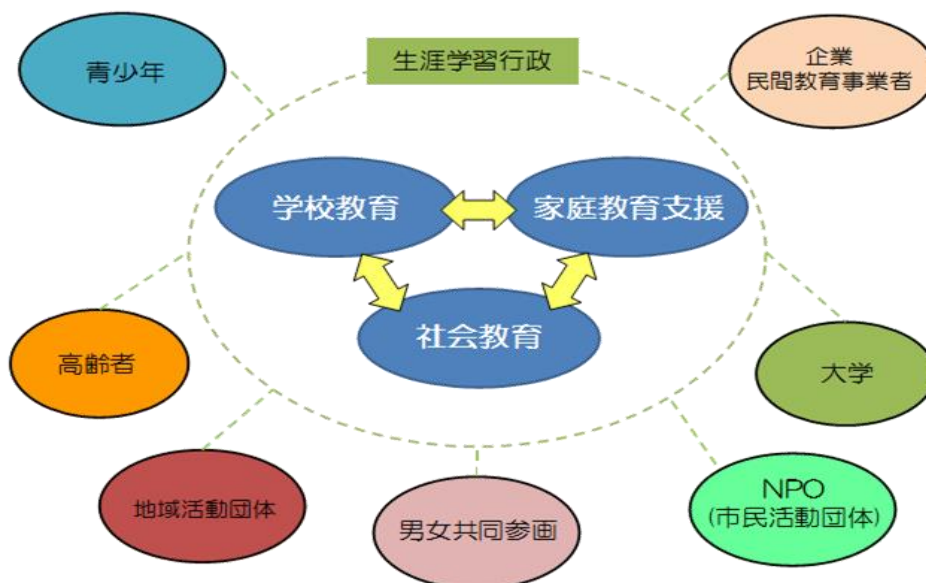 青少年
生涯学習行政
企業
民間教育事業者
学校教育
家庭教育支援
社会教育
高齢者
大学
地域活動団体
男女共同参画
NPO
(市民活動団体)